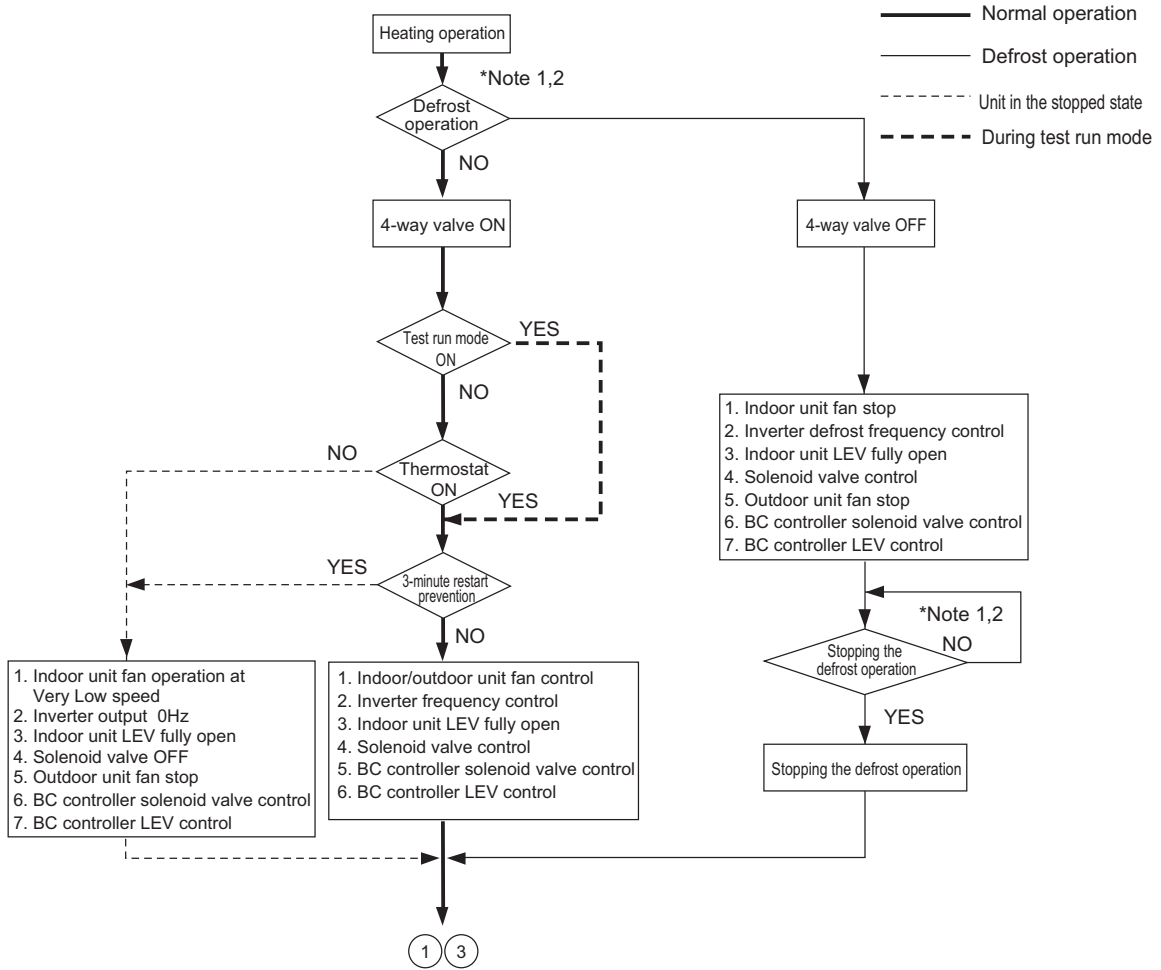 Normal operation
Defrost operation
Unit in the stopped state
During test run mode
Heating operation
*Note 1,2
Defrost
operation
NO
4-way valve ON
4-way valve OFF
Test run mode
ON
YES
NO
Thermostat
ON
NO
YES
3-minute restart
prevention
YES
NO
1. Indoor unit fan stop
2. Inverter defrost frequency control
3. Indoor unit LEV fully open
4. Solenoid valve control
5. Outdoor unit fan stop
6. BC controller solenoid valve control
7. BC controller LEV control
*Note 1,2
Stopping the
defrost operation
NO
YES
Stopping the defrost operation
1. Indoor unit fan operation at
Very Low speed
2. Inverter output 0Hz
3. Indoor unit LEV fully open
4. Solenoid valve OFF
5. Outdoor unit fan stop
6. BC controller solenoid valve control
7. BC controller LEV control
1. Indoor/outdoor unit fan control
2. Inverter frequency control
3. Indoor unit LEV fully open
4. Solenoid valve control
5. BC controller solenoid valve control
6. BC controller LEV control
1 3